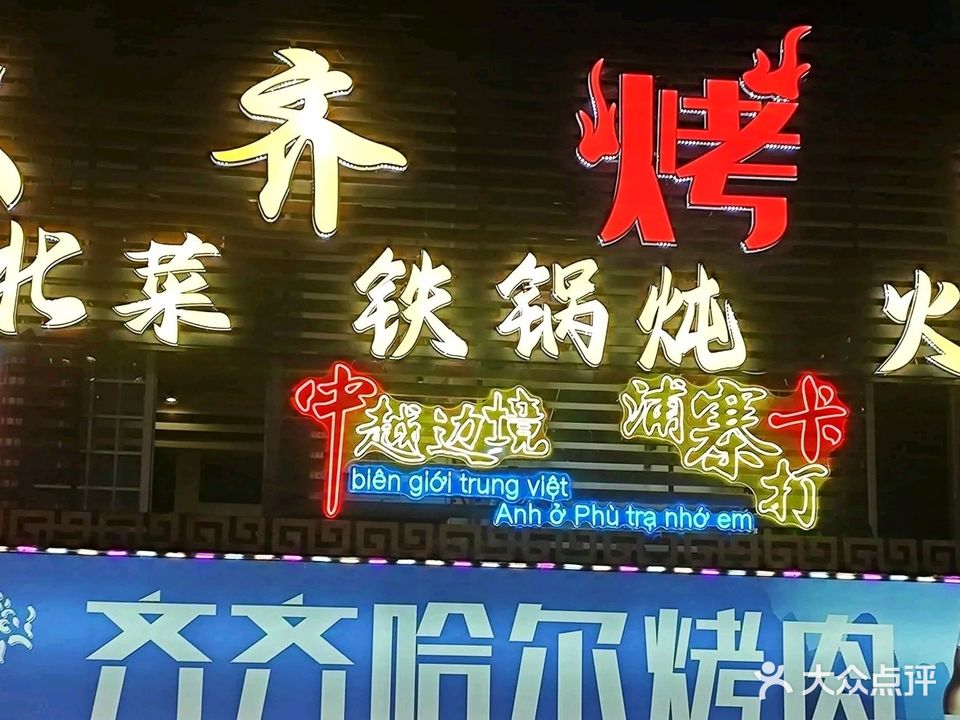 齐 烤
北菜 铁锅炖 火
中越边境 浦寨打卡
biên giới trung việt
Anh ở Phù trạ nhớ em
齐齐哈尔烤肉
大众点评